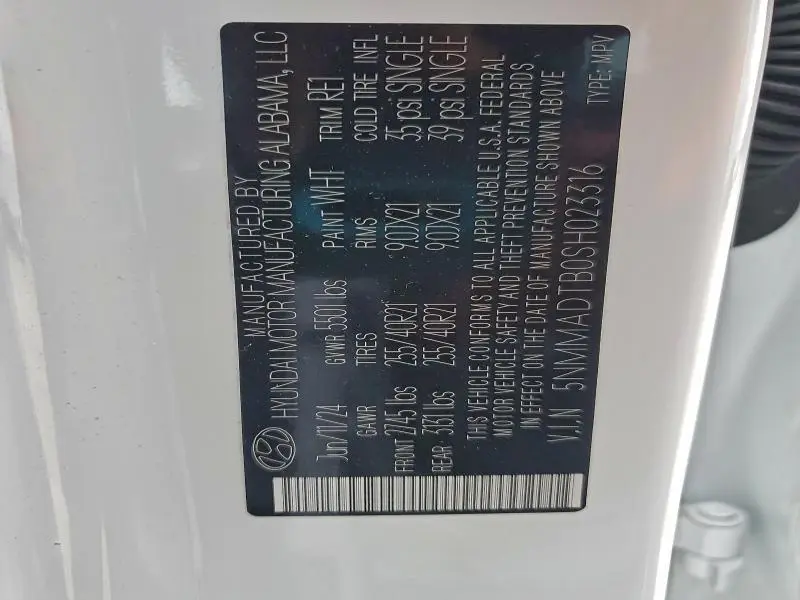 MANUFACTURED BY
HYUNDAI MOTOR MANUFACTURING ALABAMA, LLC
Jun/11/24 GVWR 5501 lbs PAINT WHT TRIM RE1
GAWR TIRES RIMS COLD TIRE INFL
FRONT 2745 lbs 255/40R21 9.0JX21 35 psi SINGLE
REAR 3131 lbs 255/40R21 9.0JX21 39 psi SINGLE
THIS VEHICLE CONFORMS TO ALL APPLICABLE U.S.A. FEDERAL
MOTOR VEHICLE SAFETY AND THEFT PREVENTION STANDARDS
IN EFFECT ON THE DATE OF MANUFACTURE SHOWN ABOVE
V.I.N 5NMMADTB0SH023316 TYPE: MPV